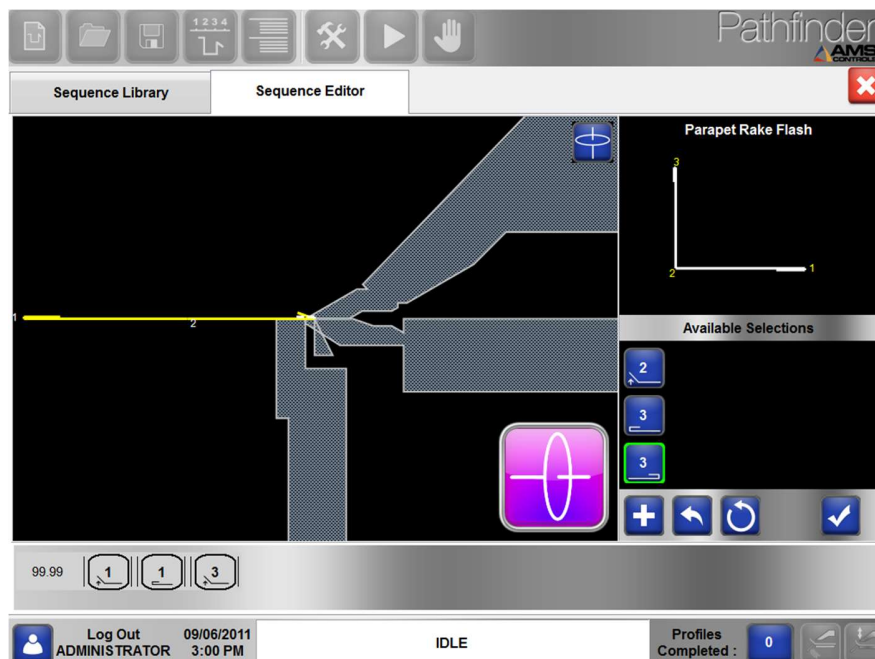 1 2 3 4
Pathfinder
AMS
CONTROLS
Sequence Library
Sequence Editor
Parapet Rake Flash
3
2
1
1
2
Available Selections
2
3
3
99.99
1
1
3
Log Out
ADMINISTRATOR
09/06/2011
3:00 PM
IDLE
Profiles
Completed :
0